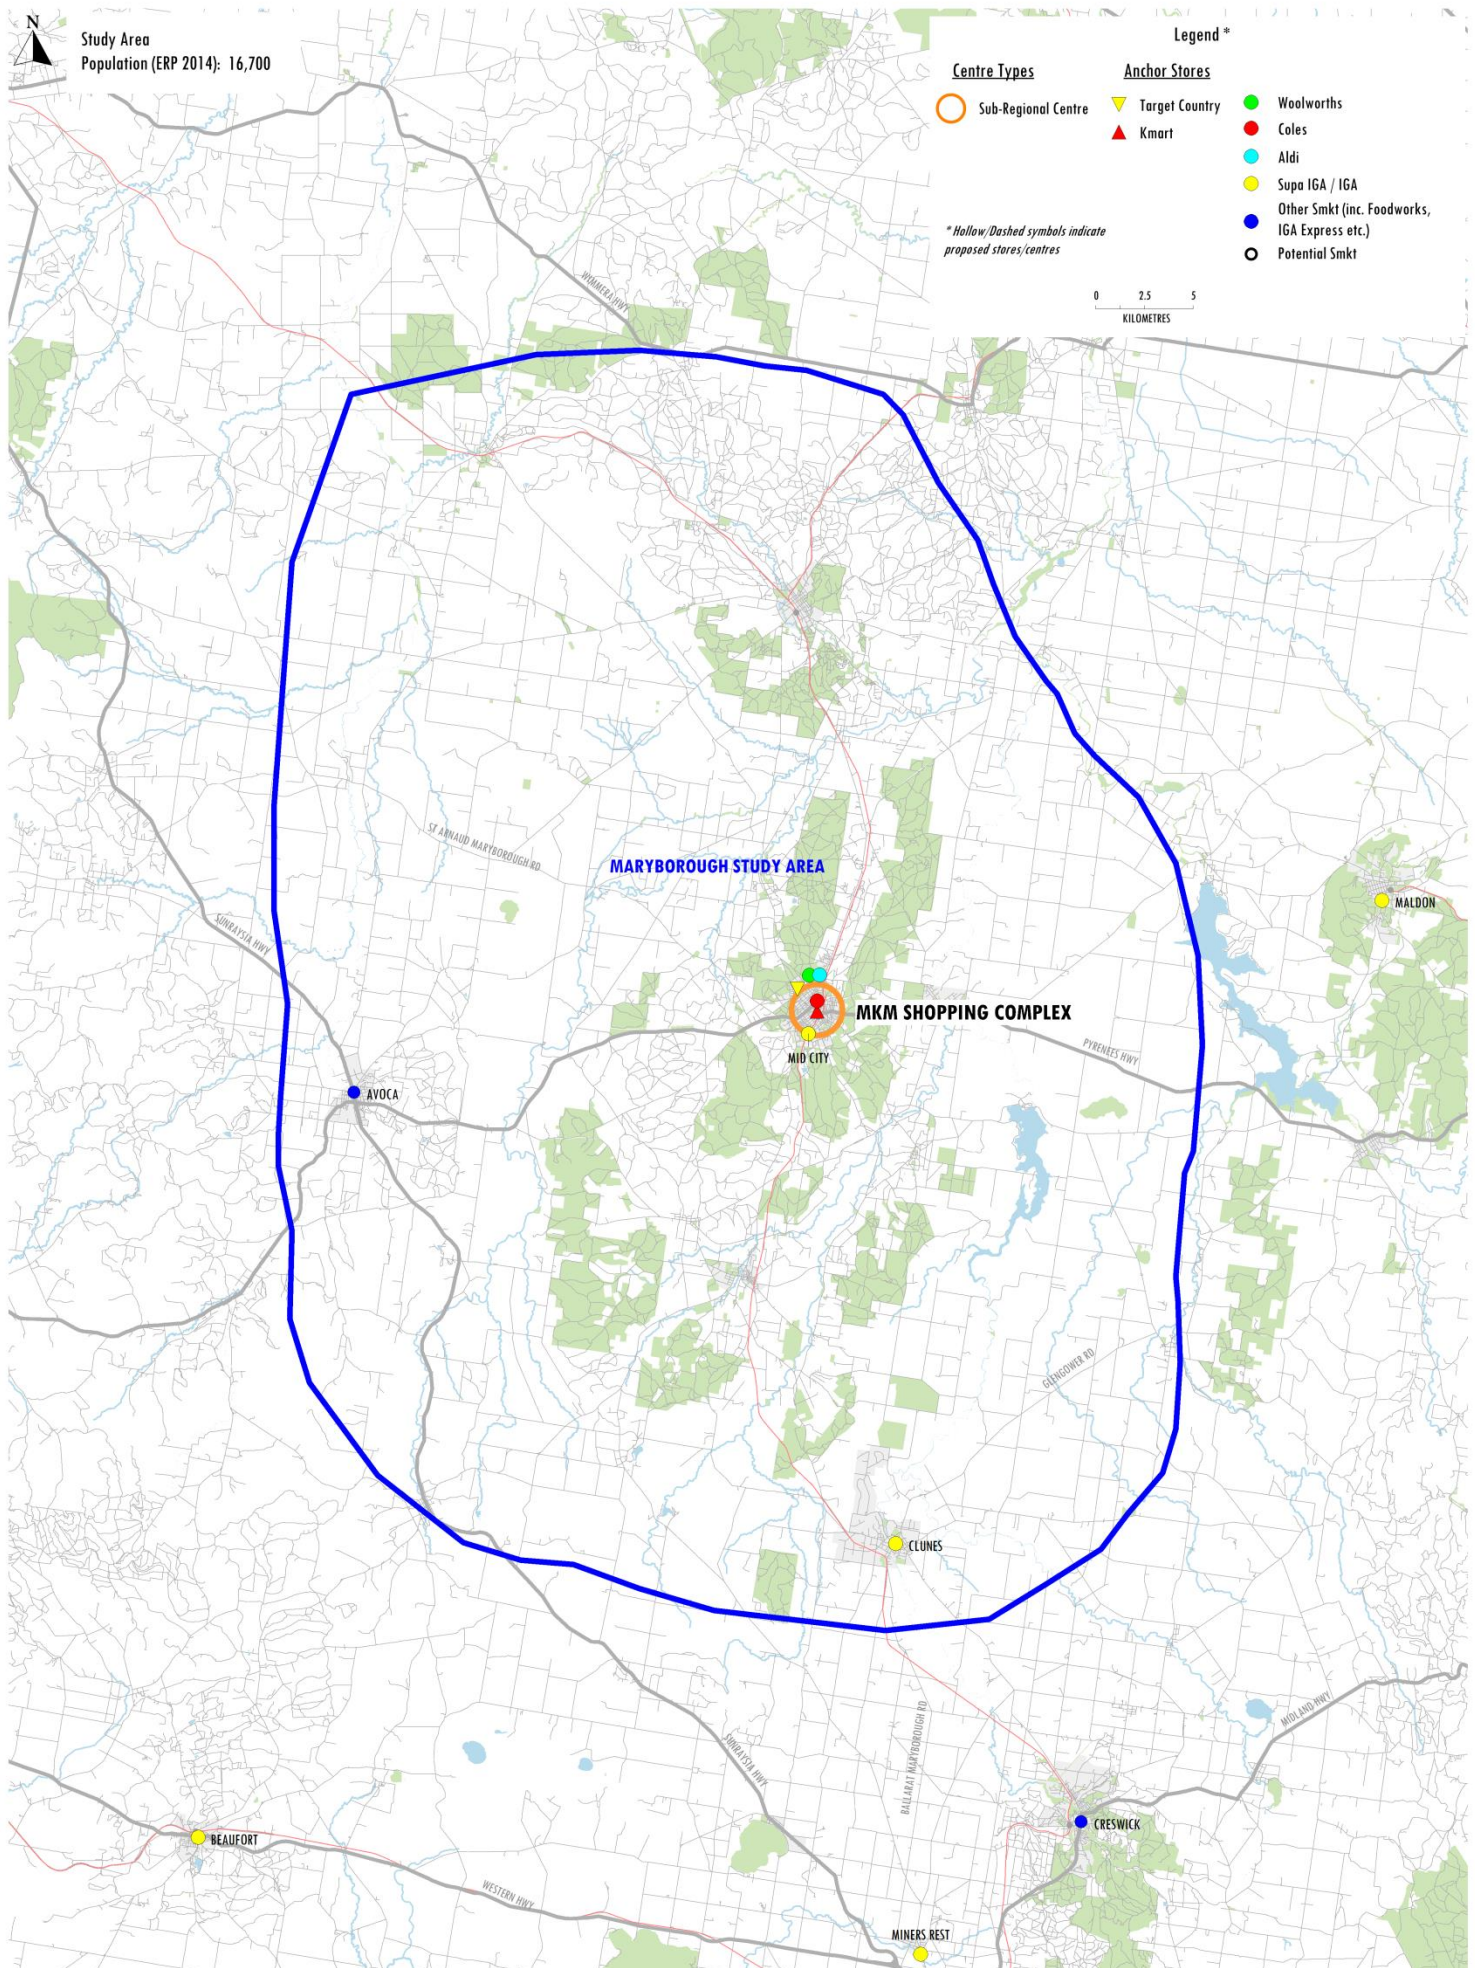 N
Study Area
Population (ERP 2014): 16,700
Legend *
Centre Types
Anchor Stores
Sub-Regional Centre
Target Country
Kmart
Woolworths
Coles
Aldi
Supa IGA / IGA
Other Smkt (inc. Foodworks,
IGA Express etc.)
Potential Smkt
* Hollow/Dashed symbols indicate
proposed stores/centres
0 2.5 5
KILOMETRES
WIMMERA HWY
ST ARNAUD MARYBOROUGH RD
MARYBOROUGH STUDY AREA
MALDON
SUNRAYSIA HWY
MKM SHOPPING COMPLEX
PYRENEES HWY
MID CITY
AVOCA
GLENGOWER RD
CLUNES
MIDLAND HWY
SUNRAYSIA HWY
BALLARAT MARYBOROUGH RD
CRESWICK
BEAUFORT
WESTERN HWY
MINERS REST